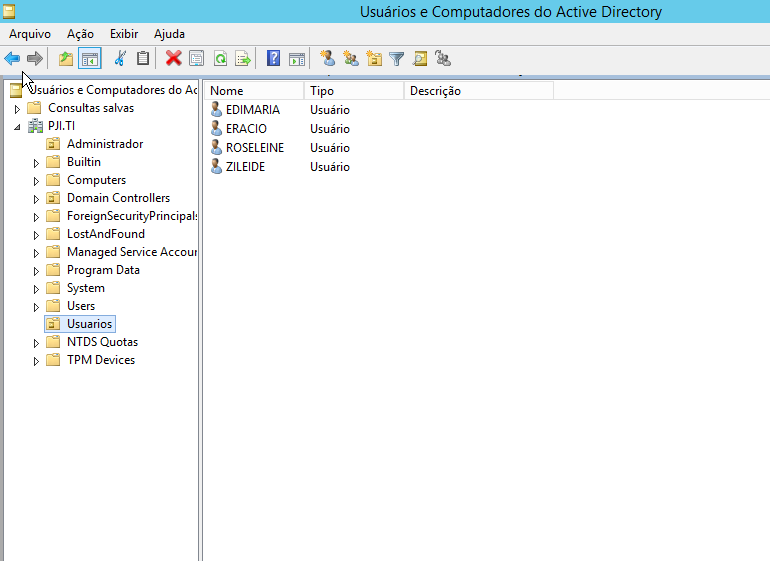 Usuários e Computadores do Active Directory
Arquivo Ação Exibir Ajuda
Usuários e Computadores do Ac
Consultas salvas
PJI.TI
Administrador
Builtin
Computers
Domain Controllers
ForeignSecurityPrincipals
LostAndFound
Managed Service Accoun
Program Data
System
Users
Usuarios
NTDS Quotas
TPM Devices
Nome Tipo Descrição
EDIMARIA Usuário
ERACIO Usuário
ROSELEINE Usuário
ZILEIDE Usuário